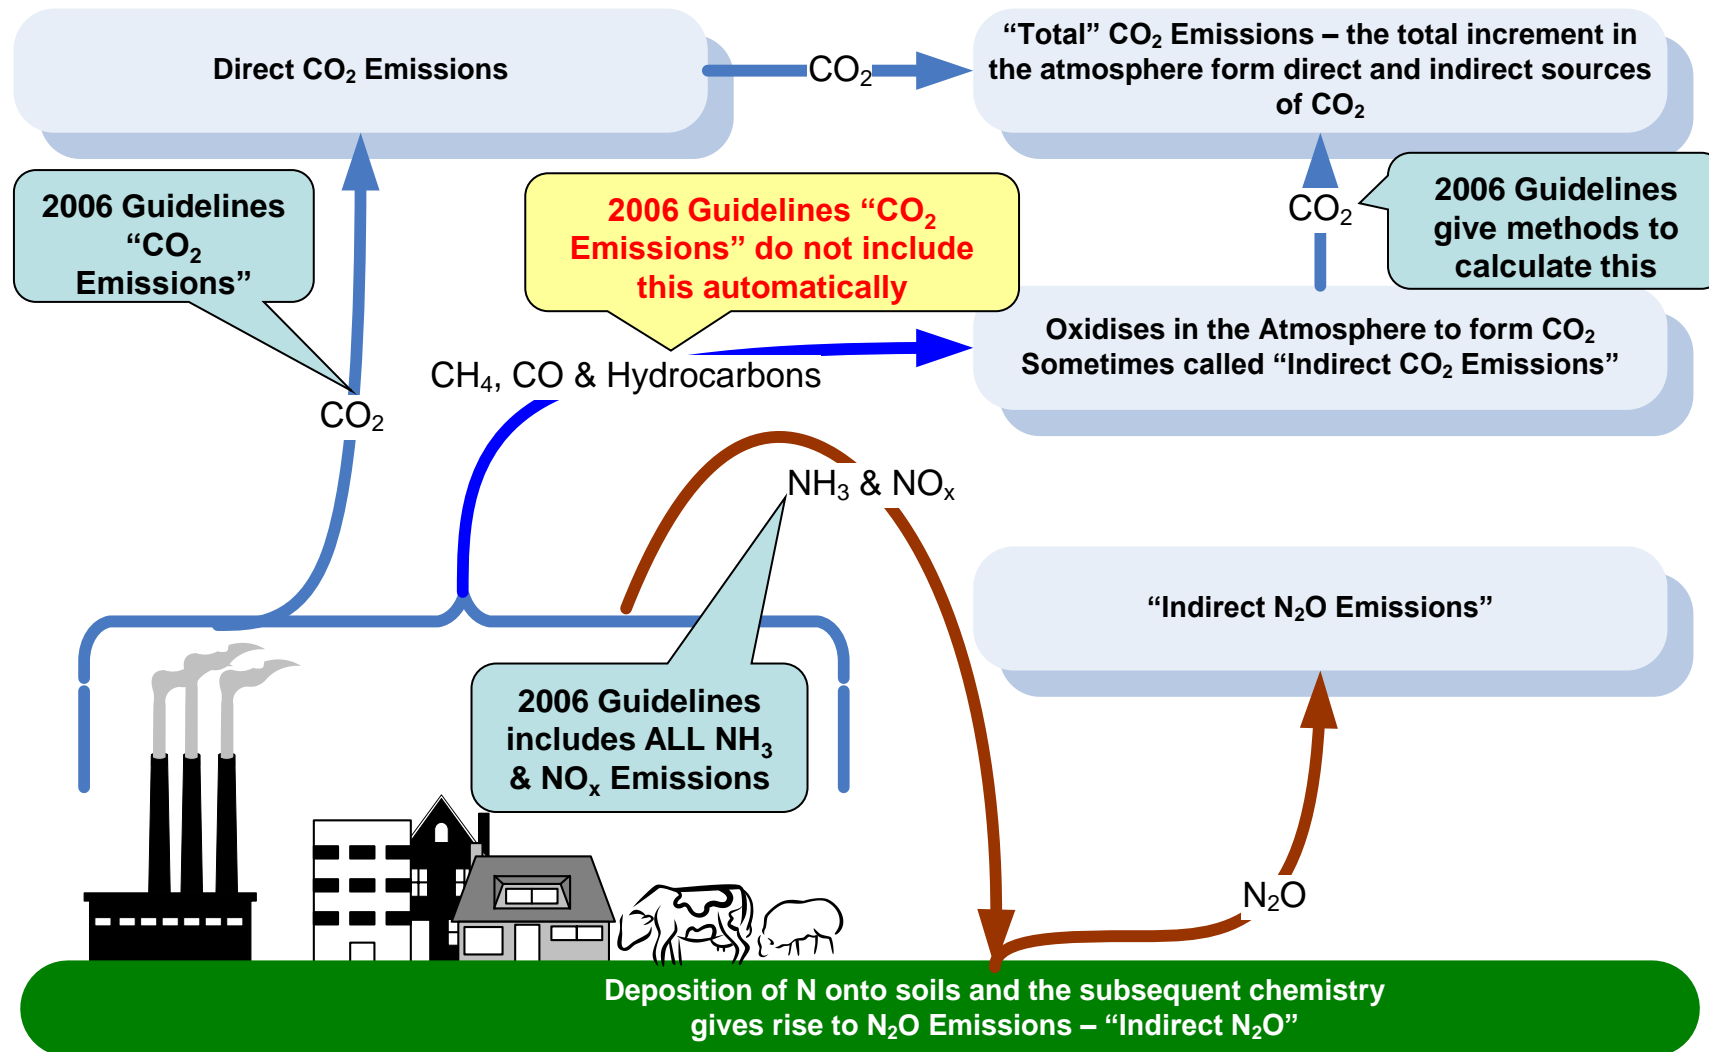 Direct CO₂ Emissions
CO₂
“Total” CO₂ Emissions – the total increment in
the atmosphere form direct and indirect sources
of CO₂
2006 Guidelines
“CO₂
Emissions”
2006 Guidelines “CO₂
Emissions” do not include
this automatically
CO₂
2006 Guidelines
give methods to
calculate this
Oxidises in the Atmosphere to form CO₂
Sometimes called “Indirect CO₂ Emissions”
CH₄, CO & Hydrocarbons
CO₂
NH₃ & NOₓ
“Indirect N₂O Emissions”
2006 Guidelines
includes ALL NH₃
& NOₓ Emissions
N₂O
Deposition of N onto soils and the subsequent chemistry
gives rise to N₂O Emissions – “Indirect N₂O”